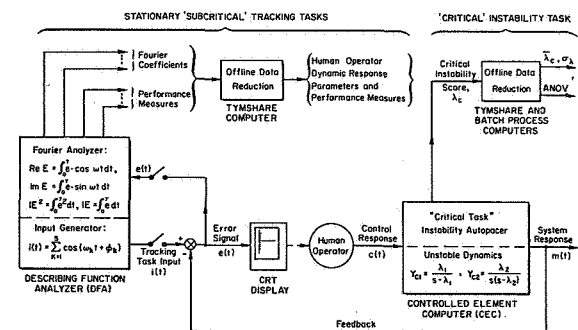 STATIONARY 'SUBCRITICAL' TRACKING TASKS
'CRITICAL' INSTABILITY TASK
Fourier
Coefficients
Performance
Measures
Offline Data
Reduction
TYMSHARE
COMPUTER
Human Operator
Dynamic Response
Parameters and
Performance Measures
Critical
Instability
Score,
λc
Offline Data
Reduction
λ̄c, σλ
ANOV
TYMSHARE AND
BATCH PROCESS
COMPUTERS
Fourier Analyzer:
Re E = ∫₀ᵀ e·cos ωt dt,
Im E = ∫₀ᵀ e·sin ωt dt
IE² = ∫₀ᵀ e² dt, IE = ∫₀ᵀ e dt
Input Generator:
i(t) = Σ cos (ωₖt + φₖ)
K=1
DESCRIBING FUNCTION
ANALYZER (DFA)
e(t)
+
-
Tracking
Task Input
i(t)
Error
Signal
e(t)
CRT
DISPLAY
Human
Operator
Control
Response
c(t)
"Critical Task"
Instability Autopacer
Unstable Dynamics
Yc1 = λ₁/(s-λ₁), Yc2 = λ₂/(s(s-λ₂))
CONTROLLED ELEMENT
COMPUTER (CEC)
System
Response
m(t)
Feedback